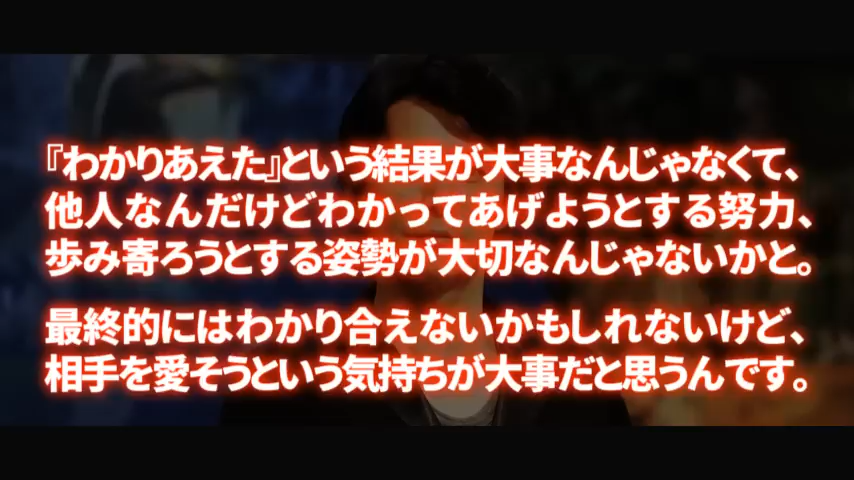 『わかりあえた』という結果が大事なんじゃなくて、
他人なんだけどわかってあげようとする努力、
歩み寄ろうとする姿勢が大切なんじゃないかと。
最終的にはわかり合えないかもしれないけど、
相手を愛そうという気持ちが大事だと思うんです。